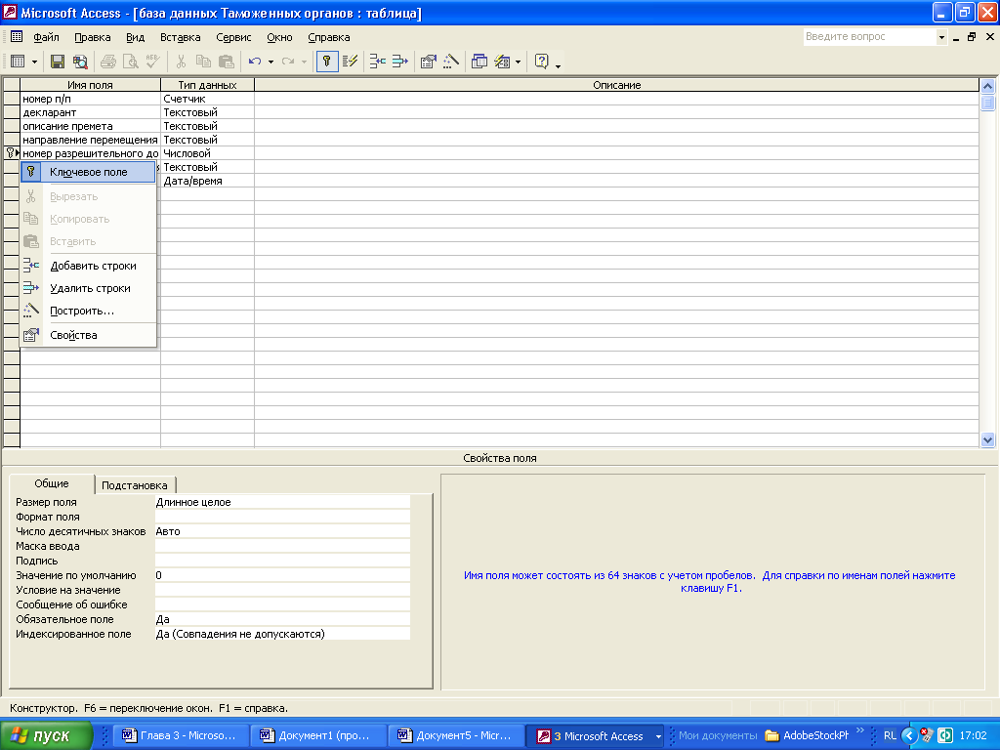 Microsoft Access - [база данных Таможенных органов : таблица]
Файл Правка Вид Вставка Сервис Окно Справка
Введите вопрос
Имя поля Тип данных Описание
номер п/п Счетчик
декларант Текстовый
описание премета Текстовый
направление перемещения Текстовый
номер разрешительного до Числовой
Текстовый
Дата/время
Ключевое поле
Вырезать
Копировать
Вставить
Добавить строки
Удалить строки
Построить...
Свойства
Свойства поля
Общие Подстановка
Размер поля Длинное целое
Формат поля
Число десятичных знаков Авто
Маска ввода
Подпись
Значение по умолчанию 0
Условие на значение
Сообщение об ошибке
Обязательное поле Да
Индексированное поле Да (Совпадения не допускаются)
Имя поля может состоять из 64 знаков с учетом пробелов. Для справки по именам полей нажмите
клавишу F1.
Конструктор. F6 = переключение окон. F1 = справка.
пуск Глава 3 - Microso... Документ1 (про... Документ5 - Micr... 3 Microsoft Access Мои документы AdobeStockPh » RL 17:02